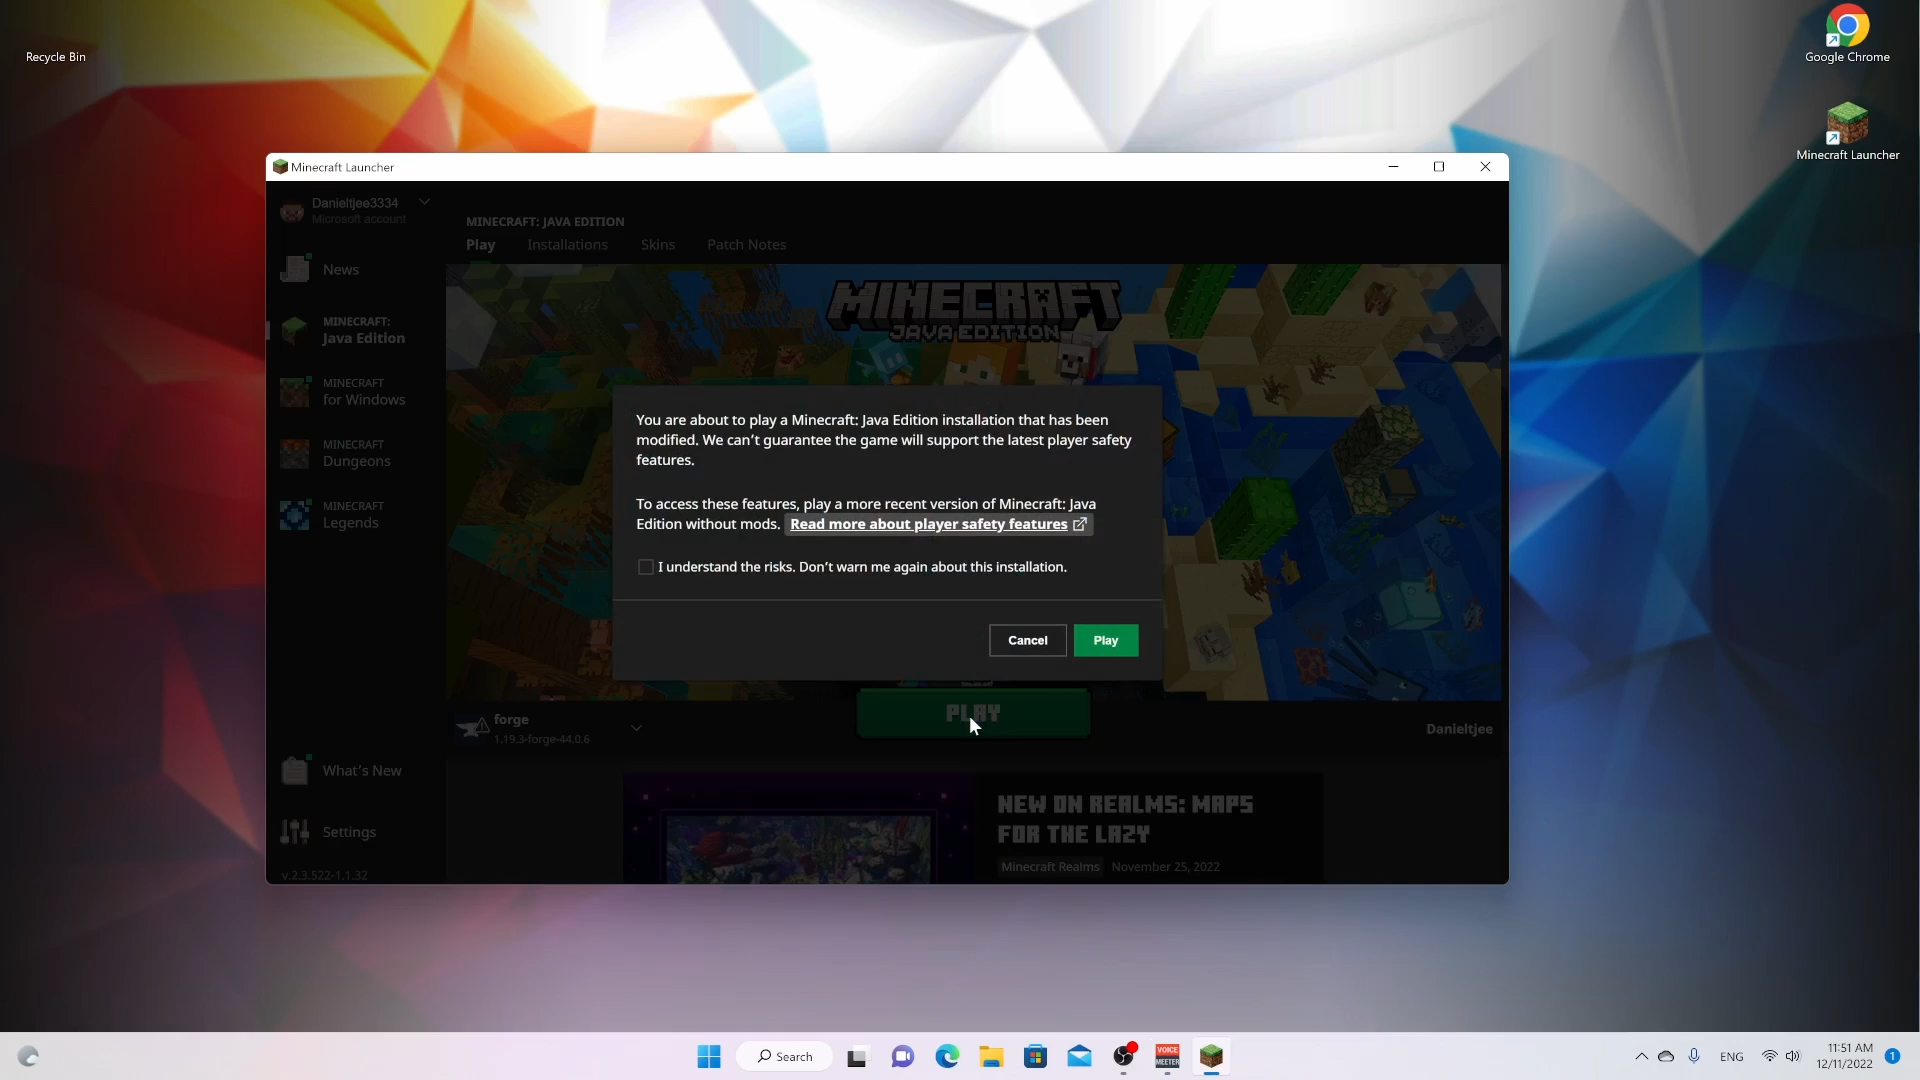 Recycle Bin
Google Chrome
Minecraft Launcher
Minecraft Launcher
Danieltjee3334
Microsoft account
News
MINECRAFT:
Java Edition
MINECRAFT
for Windows
MINECRAFT
Dungeons
MINECRAFT
Legends
What's New
Settings
v.2.3.522-1.1.32
MINECRAFT: JAVA EDITION
Play Installations Skins Patch Notes
MINECRAFT
JAVA EDITION
You are about to play a Minecraft: Java Edition installation that has been
modified. We can't guarantee the game will support the latest player safety
features.
To access these features, play a more recent version of Minecraft: Java
Edition without mods. Read more about player safety features
I understand the risks. Don't warn me again about this installation.
Cancel Play
forge
1.19.3-forge-44.0.6
PLAY
Danieltjee
NEW ON REALMS: MAPS
FOR THE LAZY
Minecraft Realms November 25, 2022
Search
VOICE
MEETER
ENG
11:51 AM
12/11/2022
1